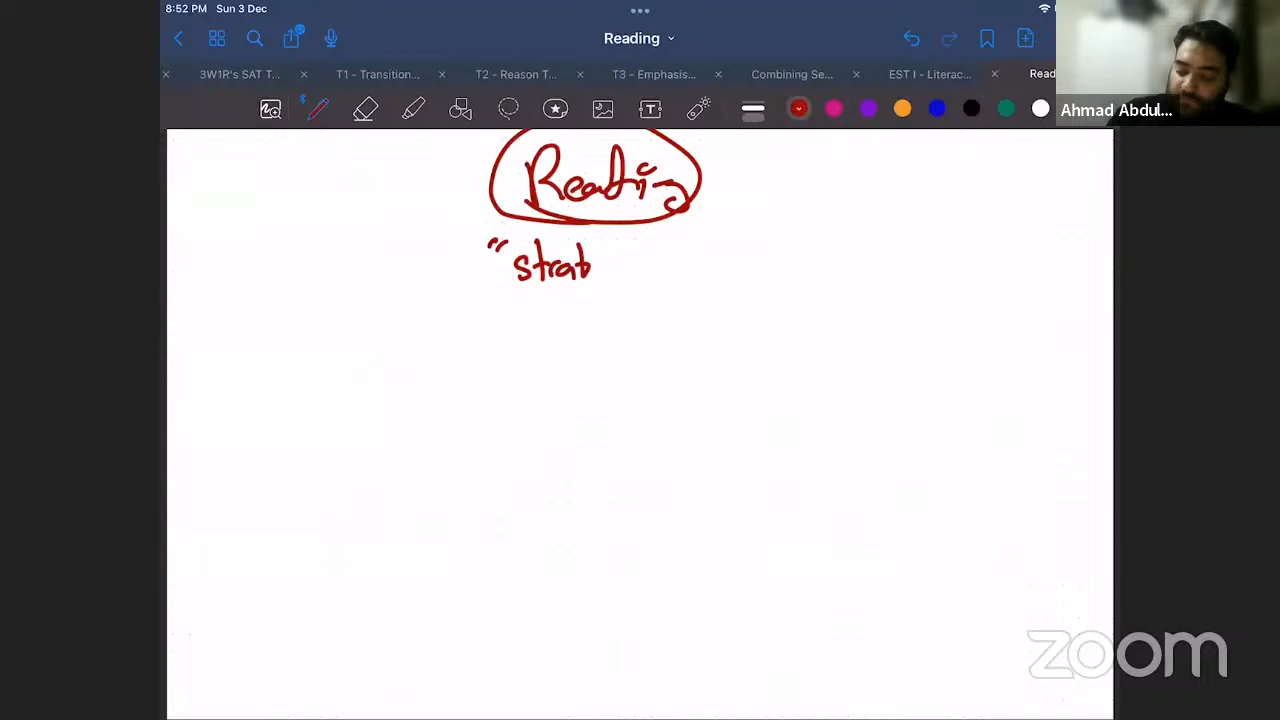 8:52 PM Sun 3 Dec
Reading
3W1R's SAT T...
T1 - Transition...
T2 - Reason T...
T3 - Emphasis...
Combining Se...
EST I - Literac...
Read
Ahmad Abdul...
Reading
" strat
zoom